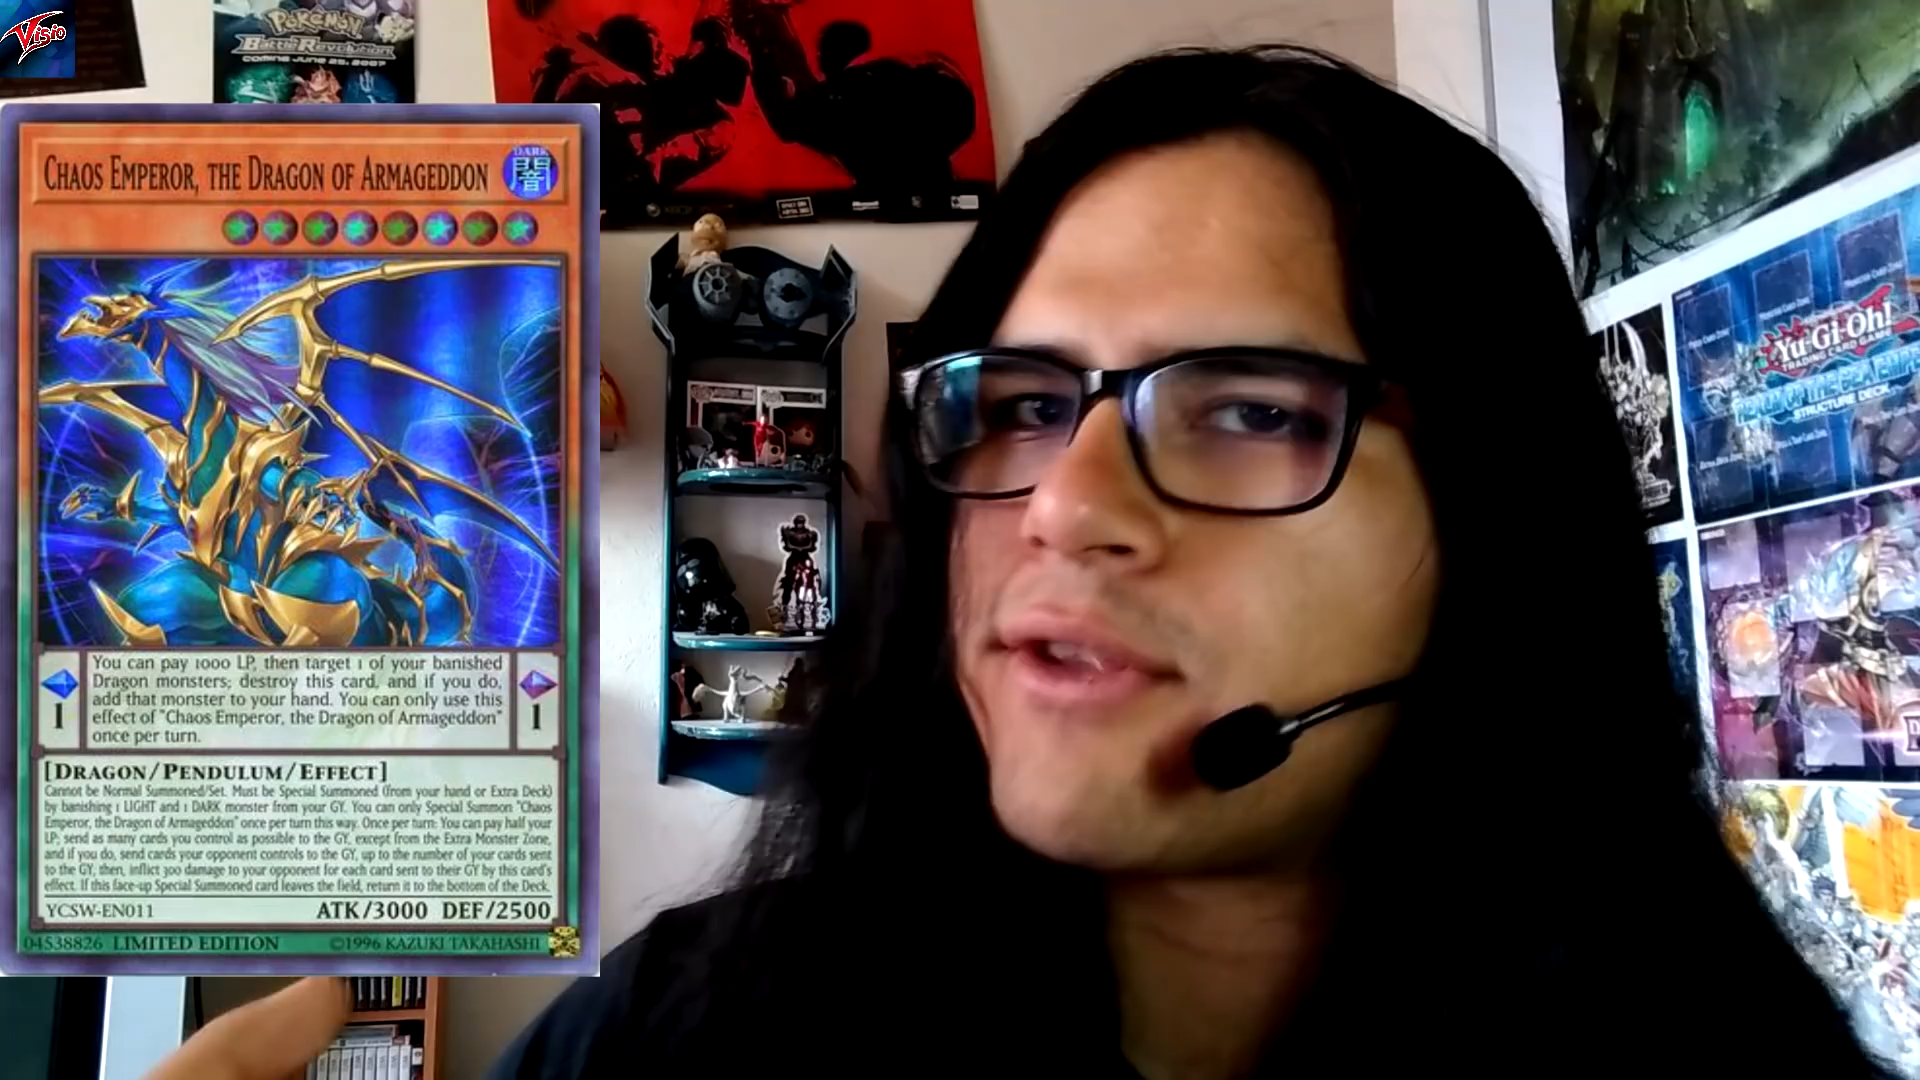 Visio
POKéMON
Battle Revolution
COMING JUNE 25, 2007
CHAOS EMPEROR, THE DRAGON OF ARMAGEDDON
DARK
闇
You can pay 1000 LP, then target 1 of your banished
Dragon monsters; destroy this card, and if you do,
add that monster to your hand. You can only use this
effect of "Chaos Emperor, the Dragon of Armageddon"
once per turn.
1
1
[DRAGON/PENDULUM/EFFECT]
Cannot be Normal Summoned/Set. Must be Special Summoned (from your hand or Extra Deck)
by banishing 1 LIGHT and 1 DARK monster from your GY. You can only Special Summon "Chaos
Emperor, the Dragon of Armageddon" once per turn this way. Once per turn: You can pay half your
LP; send as many cards you control as possible to the GY, except from the Extra Monster Zone,
and if you do, send cards your opponent controls to the GY, up to the number of your cards sent
to the GY, then, inflict 300 damage to your opponent for each card sent to their GY by this card's
effect. If this face-up Special Summoned card leaves the field, return it to the bottom of the Deck.
YCSW-EN011
ATK/3000 DEF/2500
04538826 LIMITED EDITION
©1996 KAZUKI TAKAHASHI
Yu-Gi-Oh!
TRADING CARD GAME
REALM OF THE SEA EMPE
STRUCTURE DECK